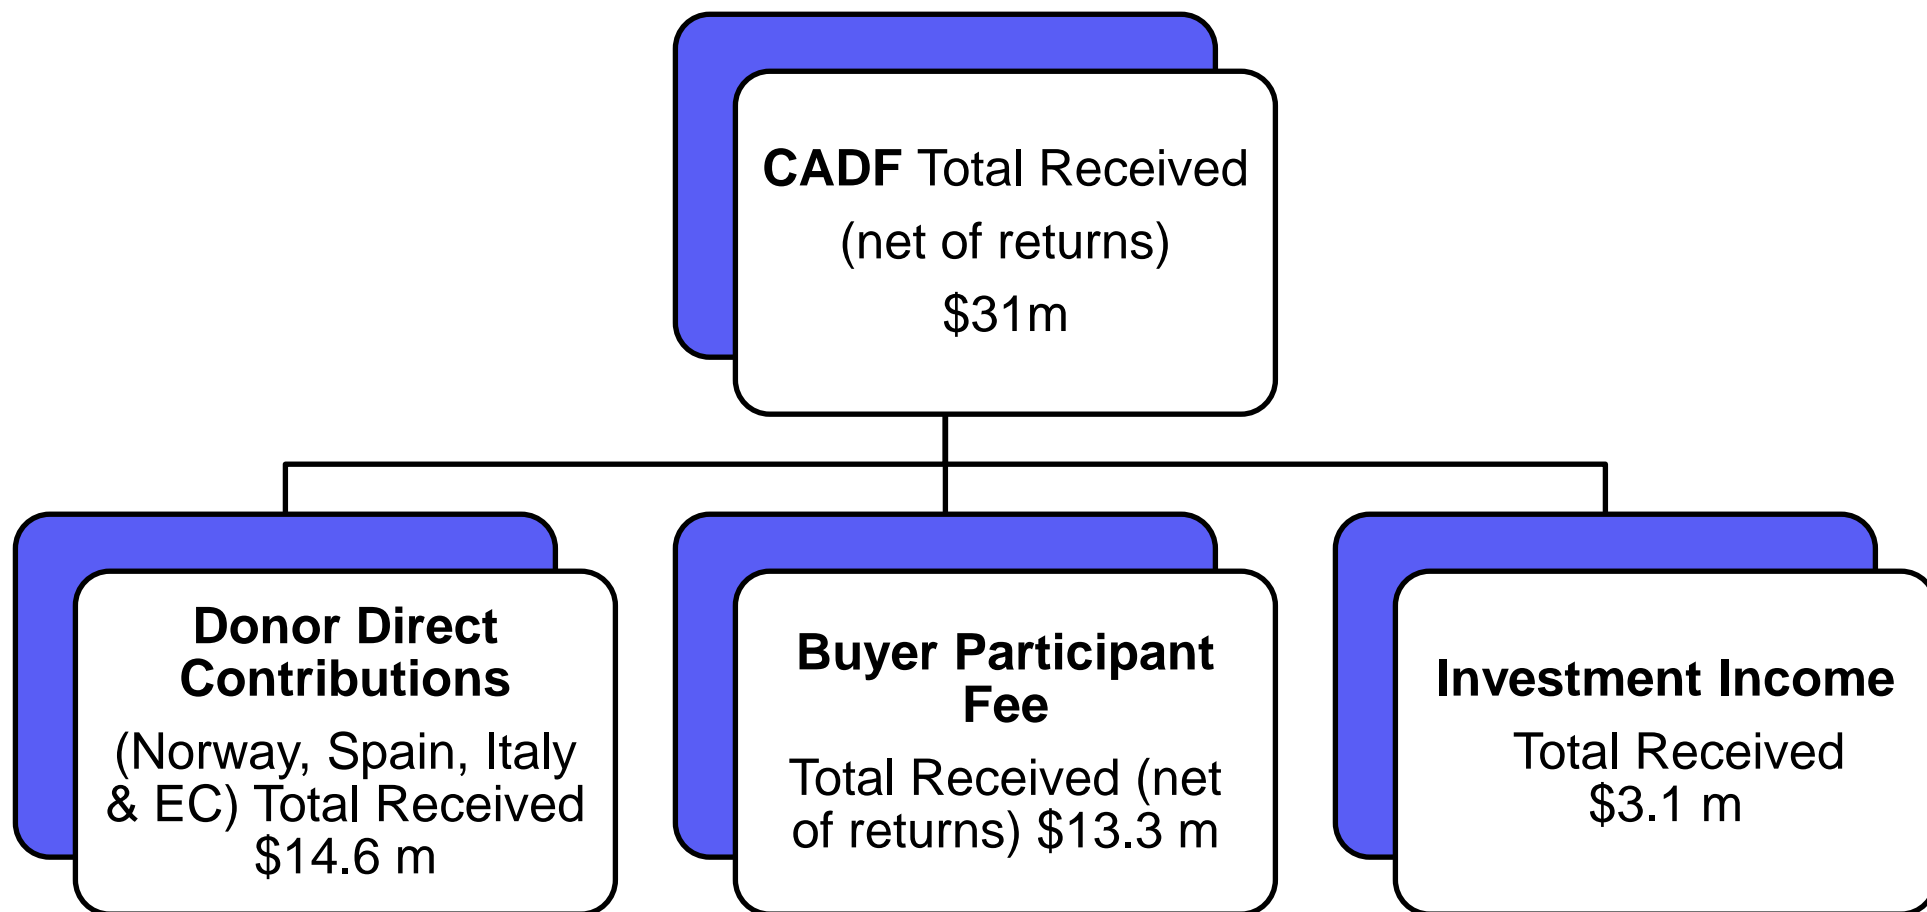 CADF Total Received
(net of returns)
$31m
Donor Direct
Contributions
(Norway, Spain, Italy
& EC) Total Received
$14.6 m
Buyer Participant
Fee
Total Received (net
of returns) $13.3 m
Investment Income
Total Received
$3.1 m